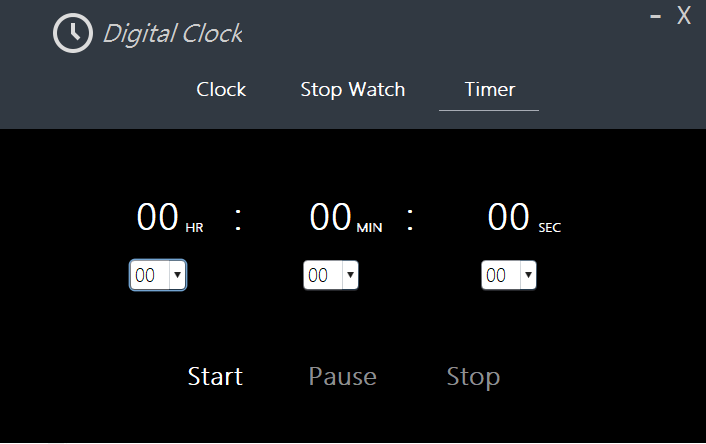 Digital Clock
– X
Clock Stop Watch Timer
00 HR : 00 MIN : 00 SEC
00 00 00
Start Pause Stop